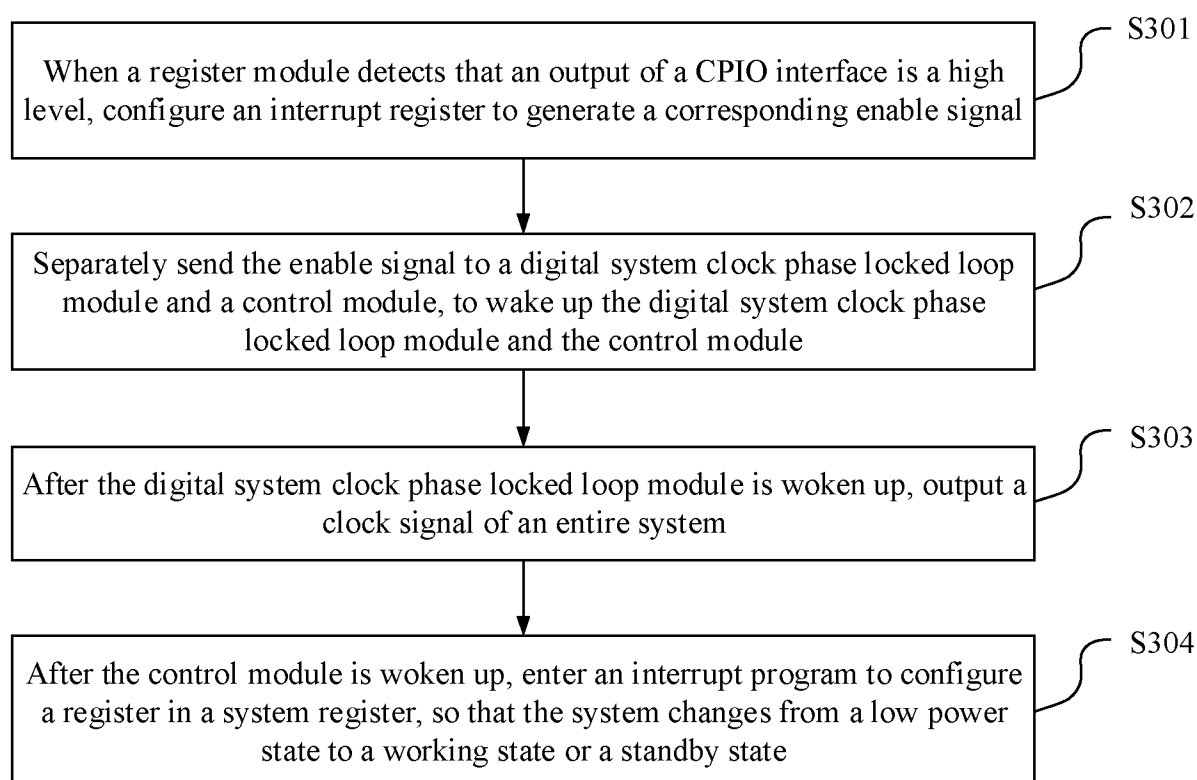 S301
When a register module detects that an output of a CPIO interface is a high
level, configure an interrupt register to generate a corresponding enable signal
S302
Separately send the enable signal to a digital system clock phase locked loop
module and a control module, to wake up the digital system clock phase
locked loop module and the control module
S303
After the digital system clock phase locked loop module is woken up, output a
clock signal of an entire system
S304
After the control module is woken up, enter an interrupt program to configure
a register in a system register, so that the system changes from a low power
state to a working state or a standby state